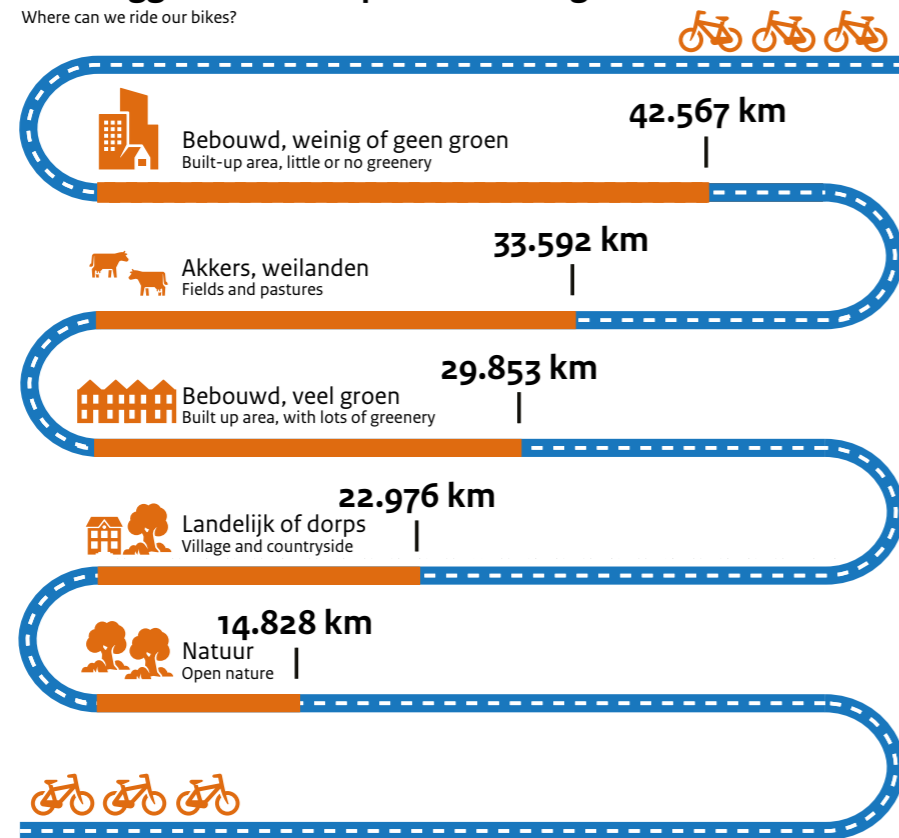 Where can we ride our bikes?
42.567 km
Bebouwd, weinig of geen groen
Built-up area, little or no greenery
33.592 km
Akkers, weilanden
Fields and pastures
29.853 km
Bebouwd, veel groen
Built up area, with lots of greenery
22.976 km
Landelijk of dorps
Village and countryside
14.828 km
Natuur
Open nature